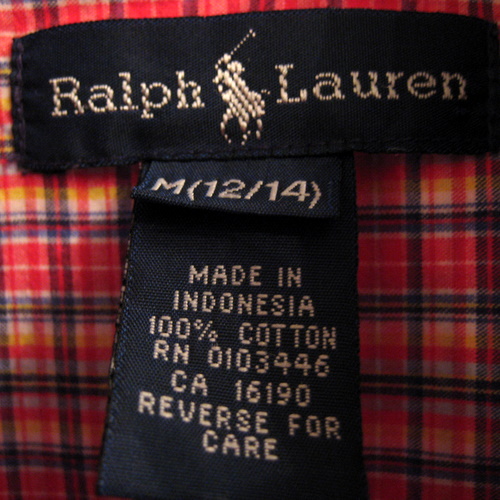 Ralph Lauren
M(12/14)
MADE IN
INDONESIA
100% COTTON
RN 0103446
CA 16190
REVERSE FOR
CARE